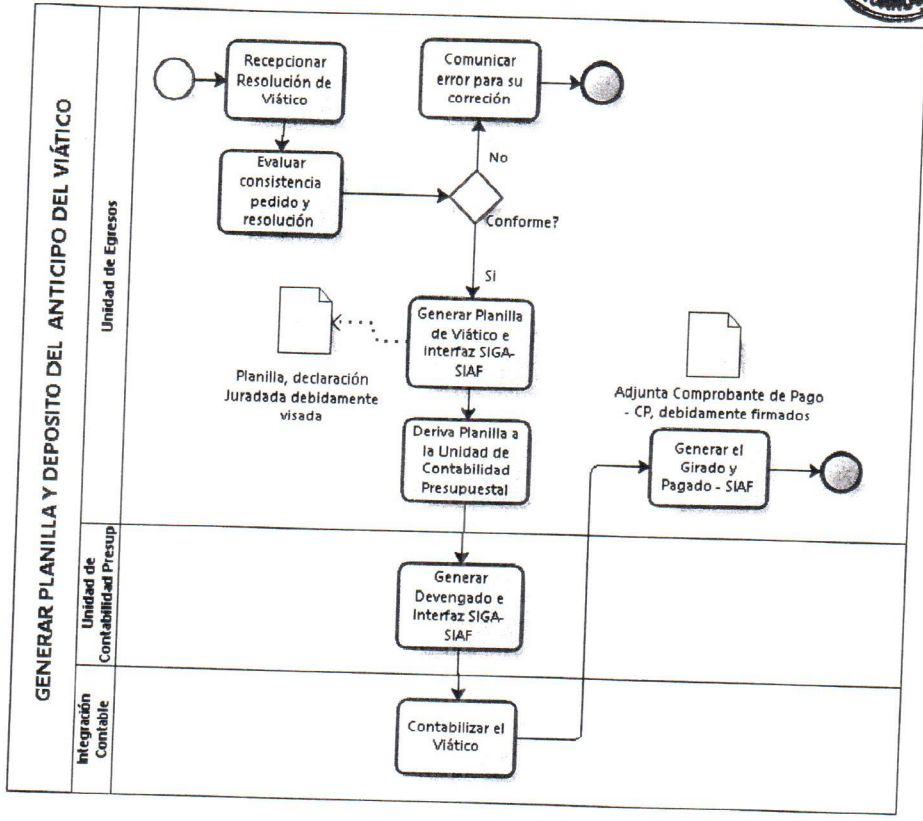 GENERAR PLANILLA Y DEPOSITO DEL ANTICIPO DEL VIÁTICO
Unidad de Egresos
Recepcionar
Resolución de
Viático
Comunicar
error para su
correción
Evaluar
consistencia
pedido y
resolución
No
Conforme?
Si
Generar Planilla
de Viático e
interfaz SIGA-
SIAF
Planilla, declaración
Juradada debidamente
visada
Adjunta Comprobante de Pago
- CP, debidamente firmados
Deriva Planilla a
la Unidad de
Contabilidad
Presupuestal
Generar el
Girado y
Pagado - SIAF
Unidad de
Contabilidad Presup
Generar
Devengado e
Interfaz SIGA-
SIAF
Integración
Contable
Contabilizar el
Viático